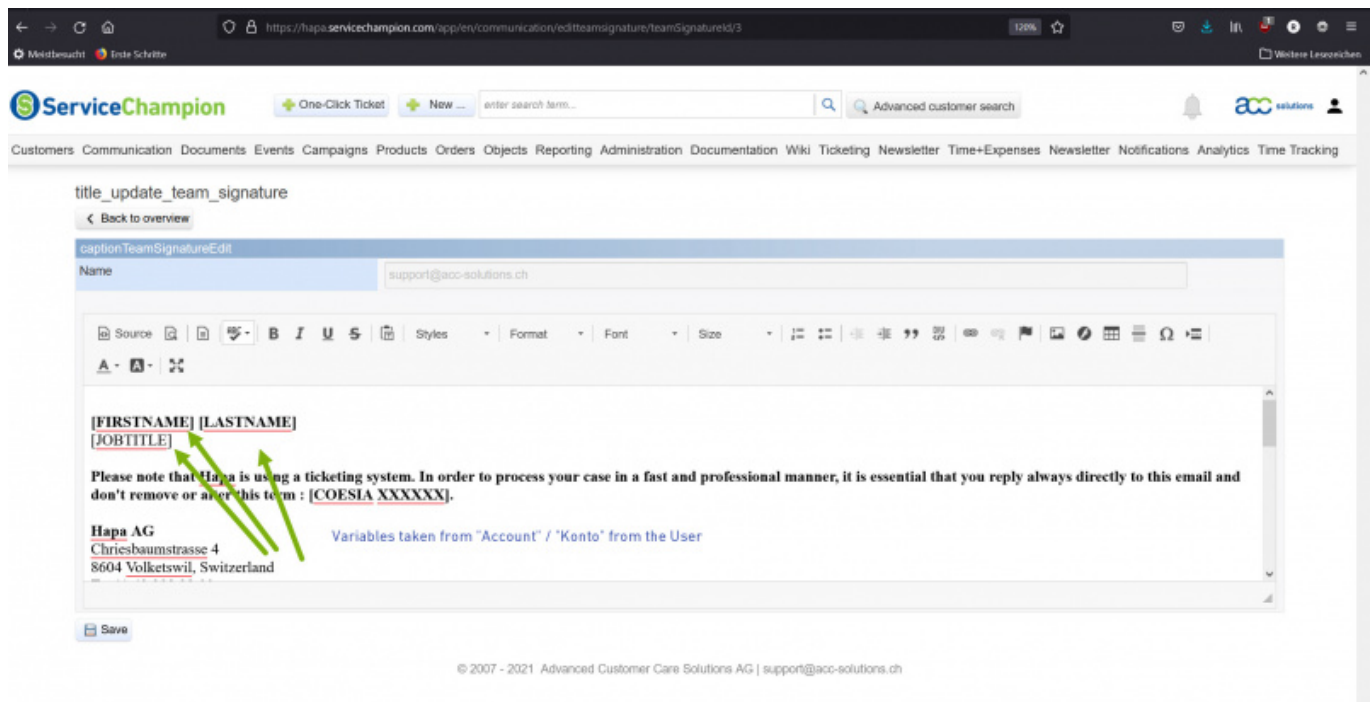 https://hapa.servicechampion.com/app/en/communication/editteamsignature/teamSignatureId/3
120%
Meistbesucht Erste Schritte
Weitere Lesezeichen
ServiceChampion
One-Click Ticket
New ...
enter search term...
Advanced customer search
acc solutions
Customers Communication Documents Events Campaigns Products Orders Objects Reporting Administration Documentation Wiki Ticketing Newsletter Time+Expenses Newsletter Notifications Analytics Time Tracking
title_update_team_signature
Back to overview
captionTeamSignatureEdit
Name
support@acc-solutions.ch
Source B I U S Styles Format Font Size Ω
A A
[FIRSTNAME] [LASTNAME]
[JOBTITLE]
Please note that Hapa is using a ticketing system. In order to process your case in a fast and professional manner, it is essential that you reply always directly to this email and
don't remove or alter this term : [COESIA XXXXXX].
Hapa AG
Variables taken from "Account" / "Konto" from the User
Chriesbaumstrasse 4
8604 Volketswil, Switzerland
Save
© 2007 - 2021 Advanced Customer Care Solutions AG | support@acc-solutions.ch